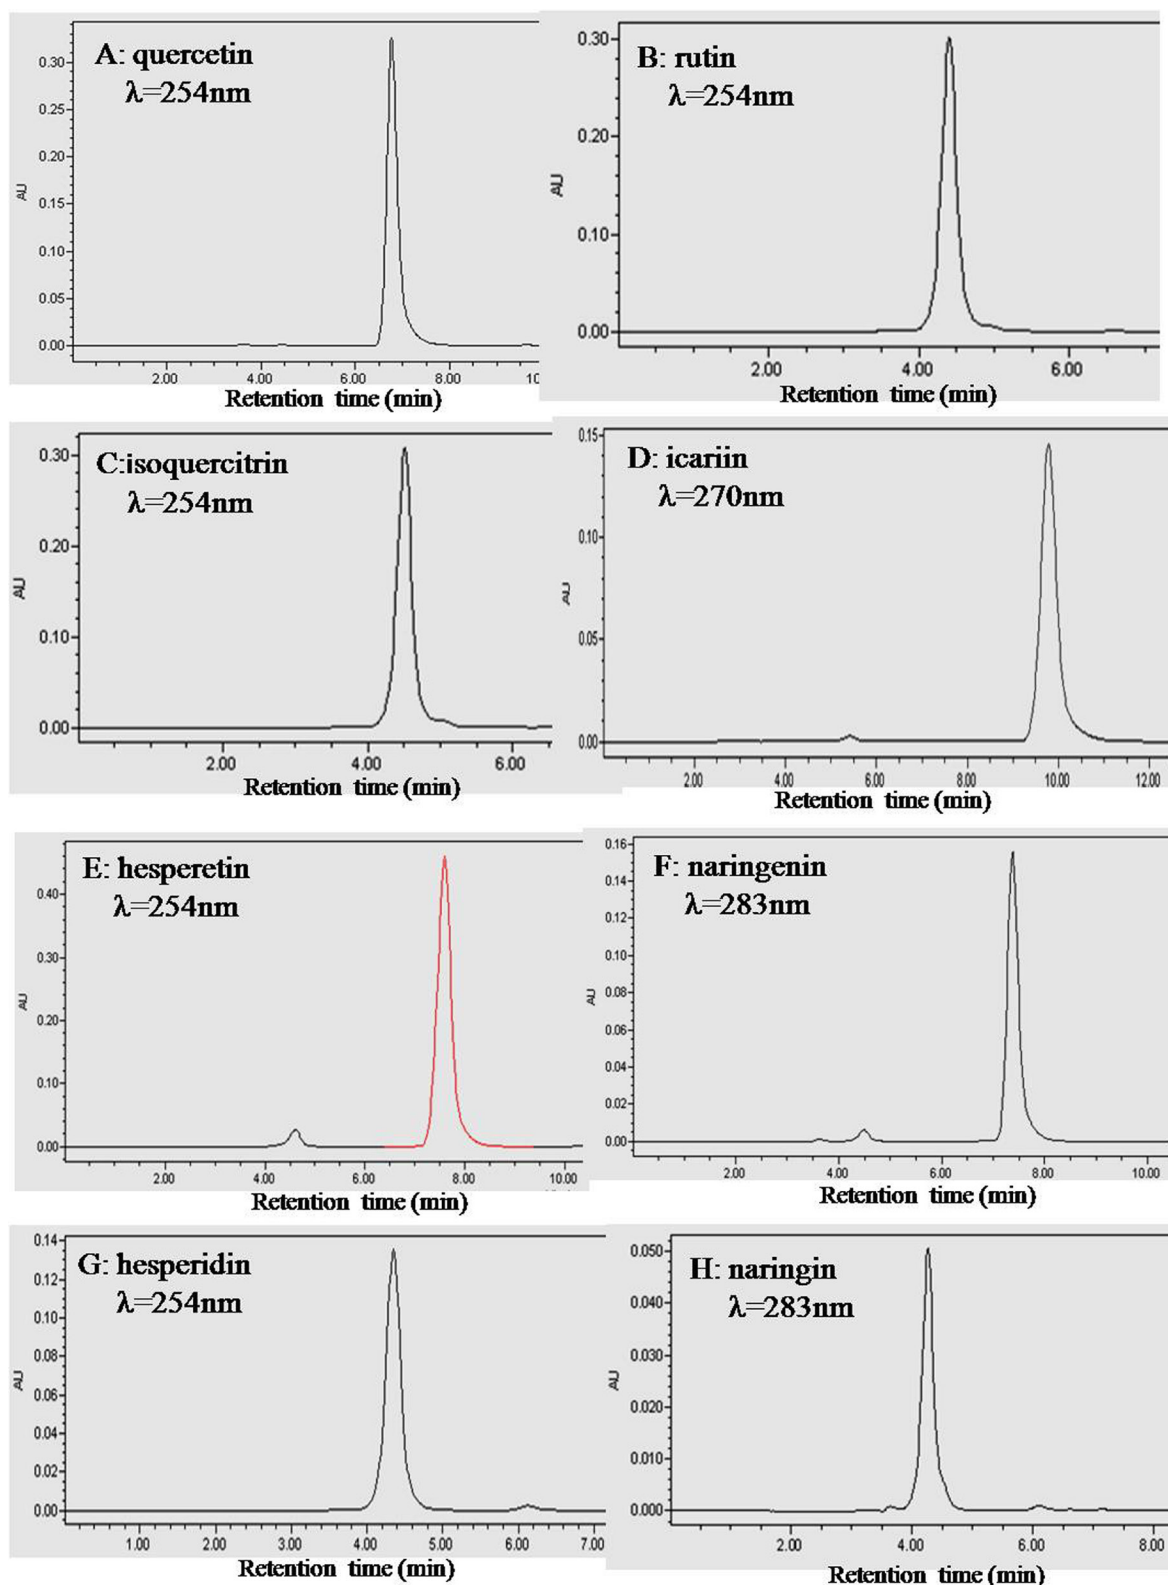 A: quercetin
λ=254nm
0.30
0.25
0.20
0.15
0.10
0.05
0.00
AU
2.00 4.00 6.00 8.00 10
Retention time (min)
B: rutin
λ=254nm
0.30
0.20
0.10
0.00
AU
2.00 4.00 6.00
Retention time (min)
C:isoquercitrin
λ=254nm
0.30
0.20
0.10
0.00
AU
2.00 4.00 6.00
Retention time (min)
D: icariin
λ=270nm
0.15
0.10
0.05
0.00
AU
2.00 4.00 6.00 8.00 10.00 12.00
Retention time (min)
E: hesperetin
λ=254nm
0.40
0.30
0.20
0.10
0.00
AU
2.00 4.00 6.00 8.00 10.00
Retention time (min)
F: naringenin
λ=283nm
0.16
0.14
0.12
0.10
0.08
0.06
0.04
0.02
0.00
AU
2.00 4.00 6.00 8.00 10.00
Retention time (min)
G: hesperidin
λ=254nm
0.14
0.12
0.10
0.08
0.06
0.04
0.02
0.00
AU
1.00 2.00 3.00 4.00 5.00 6.00 7.00
Retention time (min)
H: naringin
λ=283nm
0.050
0.040
0.030
0.020
0.010
0.000
AU
2.00 4.00 6.00 8.00
Retention time (min)